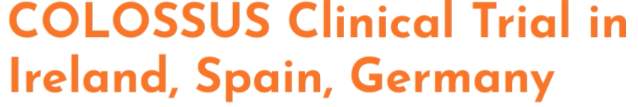 COLOSSUS Clinical Trial in
Ireland, Spain, Germany